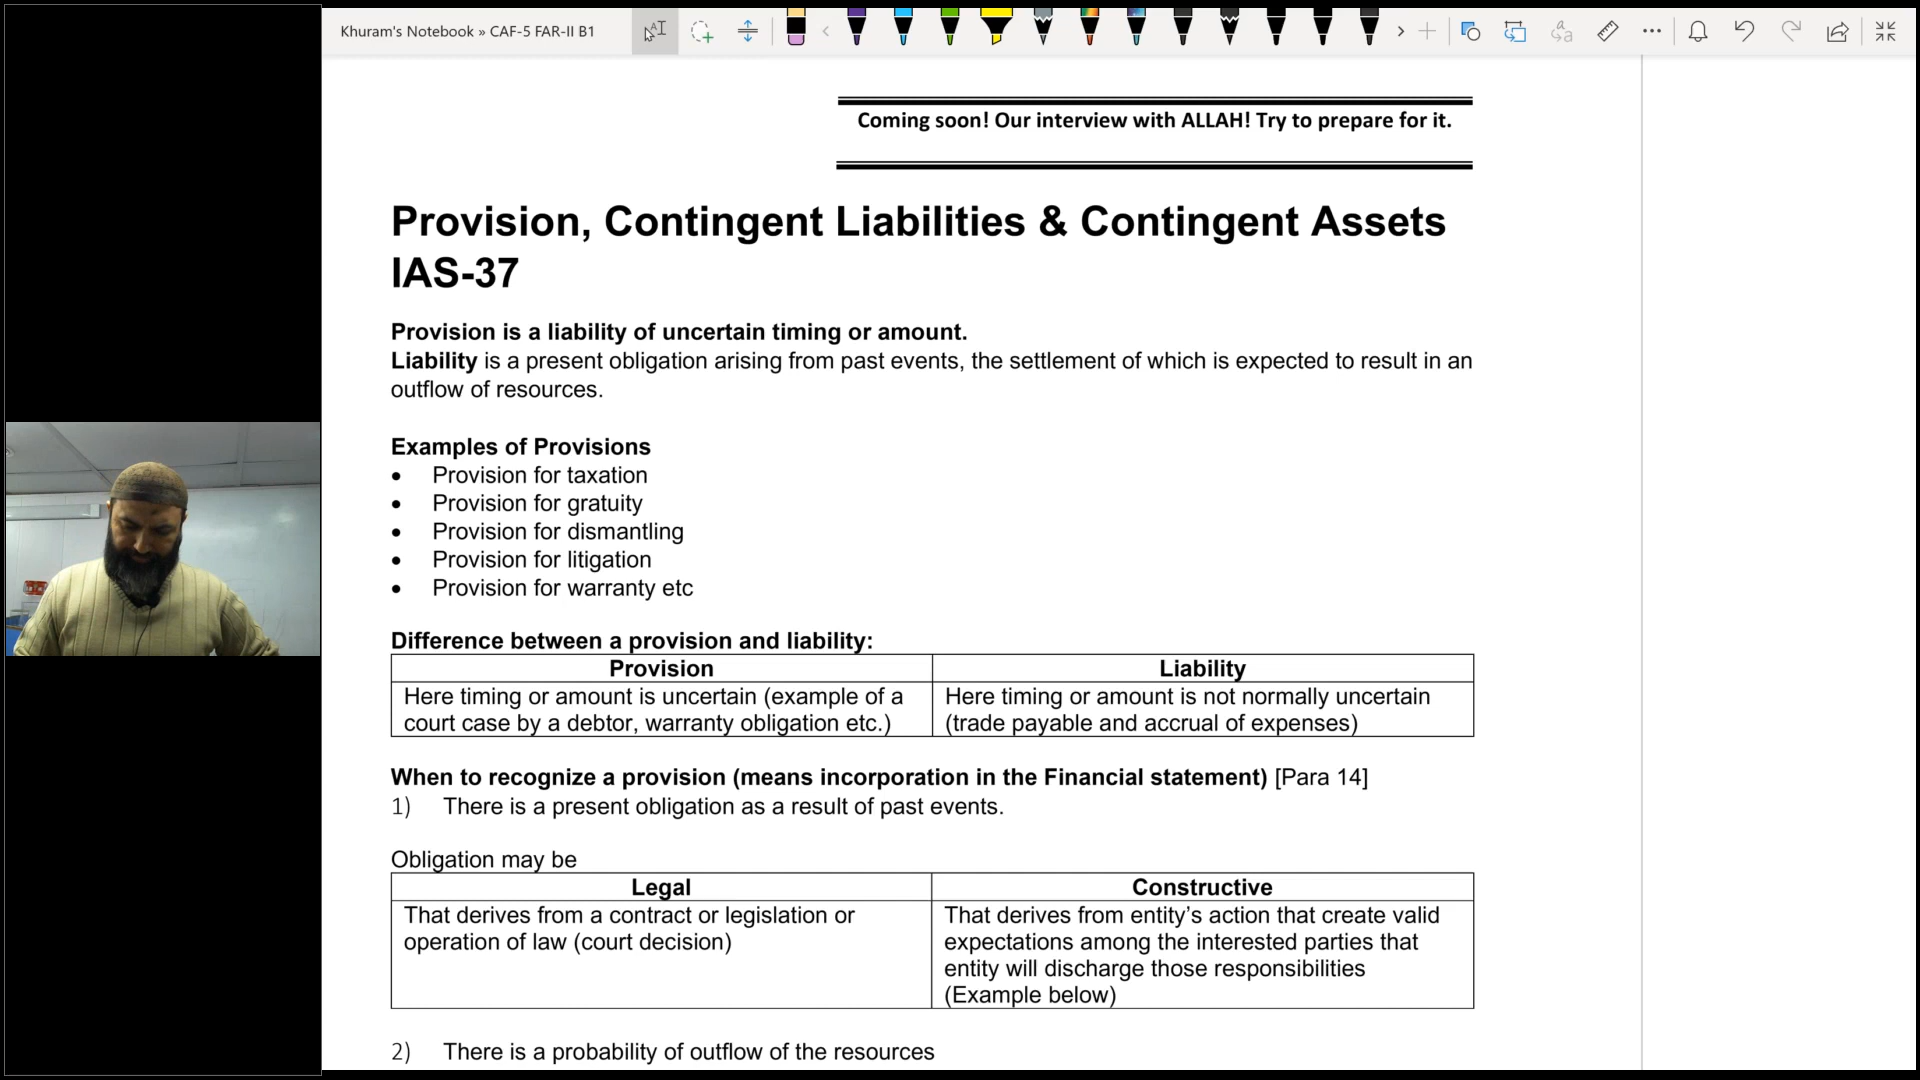 Khuram's Notebook » CAF-5 FAR-II B1
Coming soon! Our interview with ALLAH! Try to prepare for it.
Provision, Contingent Liabilities & Contingent Assets
IAS-37
Provision is a liability of uncertain timing or amount.
Liability is a present obligation arising from past events, the settlement of which is expected to result in an
outflow of resources.
Examples of Provisions
• Provision for taxation
• Provision for gratuity
• Provision for dismantling
• Provision for litigation
• Provision for warranty etc
Difference between a provision and liability:
Provision
Liability
Here timing or amount is uncertain (example of a
court case by a debtor, warranty obligation etc.)
Here timing or amount is not normally uncertain
(trade payable and accrual of expenses)
When to recognize a provision (means incorporation in the Financial statement) [Para 14]
1) There is a present obligation as a result of past events.
Obligation may be
Legal
Constructive
That derives from a contract or legislation or
operation of law (court decision)
That derives from entity’s action that create valid
expectations among the interested parties that
entity will discharge those responsibilities
(Example below)
2) There is a probability of outflow of the resources